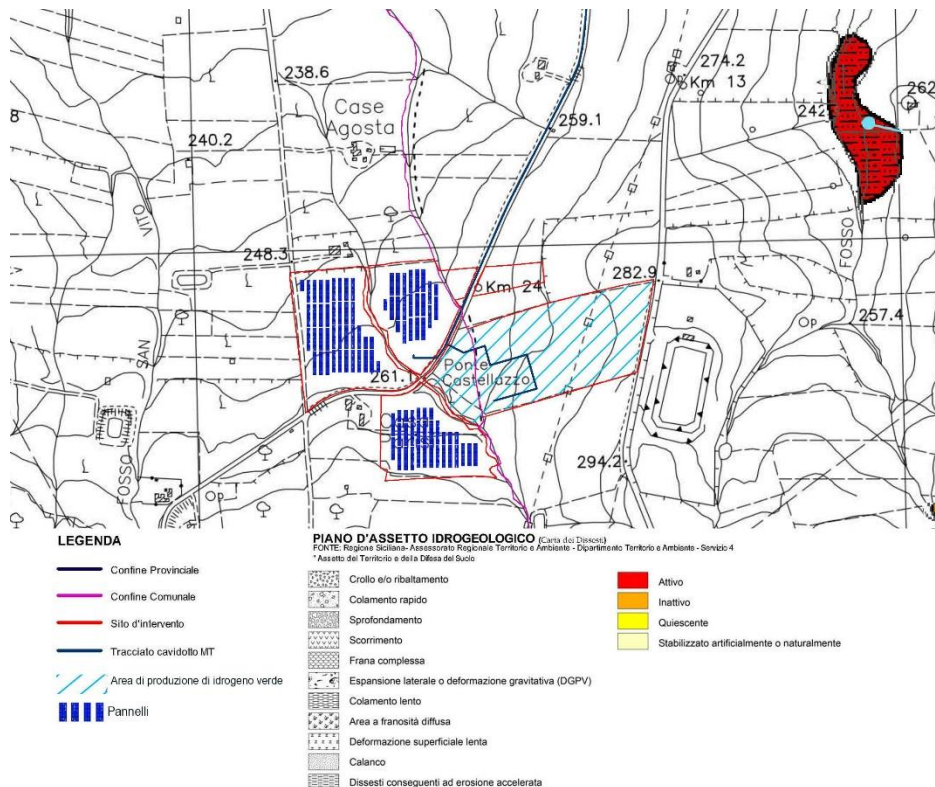 274.2
Km 13
238.6
262
Case
Agosta
259.1
242
8
240.2
VITO
FOSSO
248.3
282.9
Km 24
257.4
Op
SAN
Ponte
Castellazzo
261.1
294.2
FOSSO
Op
LEGENDA
Confine Provinciale
Confine Comunale
Sito d'intervento
Tracciato cavidotto MT
Area di produzione di idrogeno verde
Pannelli
PIANO D'ASSETTO IDROGEOLOGICO (Carta dei Dissesti)
FONTE: Regione Siciliana- Assessorato Regionale Territorio e Ambiente - Dipartimento Territorio e Ambiente - Servizio 4
" Assetto del Territorio e della Difesa del Suolo
Crollo e/o ribaltamento
Colamento rapido
Sprofondamento
Scorrimento
Frana complessa
Espansione laterale o deformazione gravitativa (DGPV)
Colamento lento
Area a franosità diffusa
Deformazione superficiale lenta
Calanco
Dissesti conseguenti ad erosione accelerata
Attivo
Inattivo
Quiescente
Stabilizzato artificialmente o naturalmente